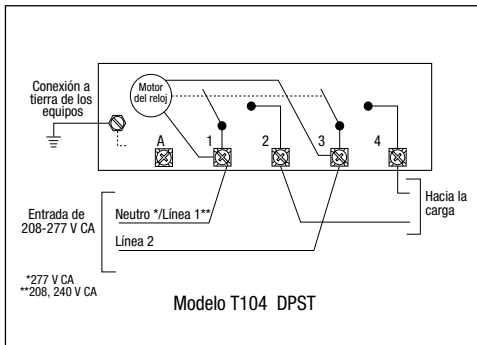 Conexión a
tierra de los
equipos
Motor
del reloj
A
1
2
3
4
Entrada de
208-277 V CA
Neutro */Línea 1**
Línea 2
Hacia la
carga
*277 V CA
**208, 240 V CA
Modelo T104 DPST